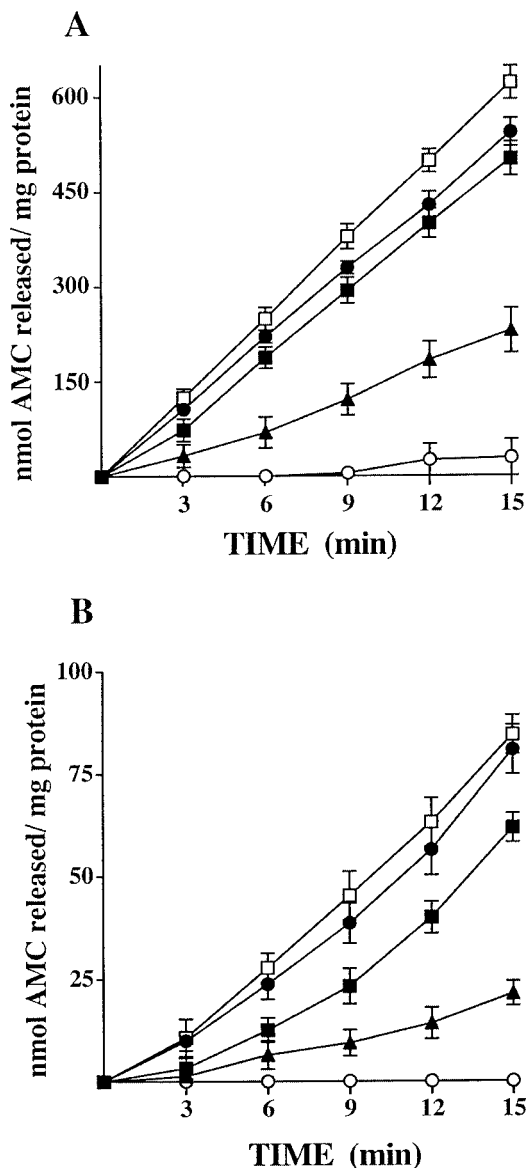 A
nmol AMC released/ mg protein
600
450
300
150
3 6 9 12 15
TIME (min)
B
nmol AMC released/ mg protein
100
75
50
25
3 6 9 12 15
TIME (min)